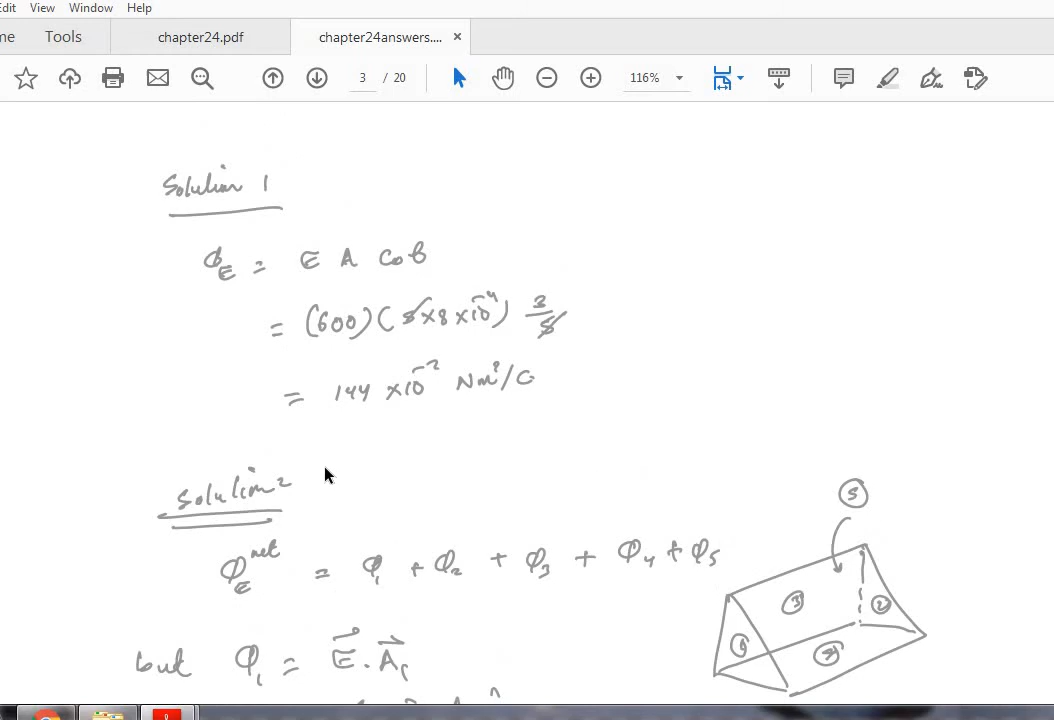 Edit View Window Help
me Tools chapter24.pdf chapter24answers.... ×
3 / 20 116%
Solution 1
ϕ_E = E A Cosθ
= (600)(5×8×10⁻⁴) 3/5
= 144 ×10⁻² Nm²/C
Solution 2
ϕ_E^net = ϕ₁ + ϕ₂ + ϕ₃ + ϕ₄ + ϕ₅
5
3
2
1
4
but ϕ₁ = E⃗ . A⃗₁